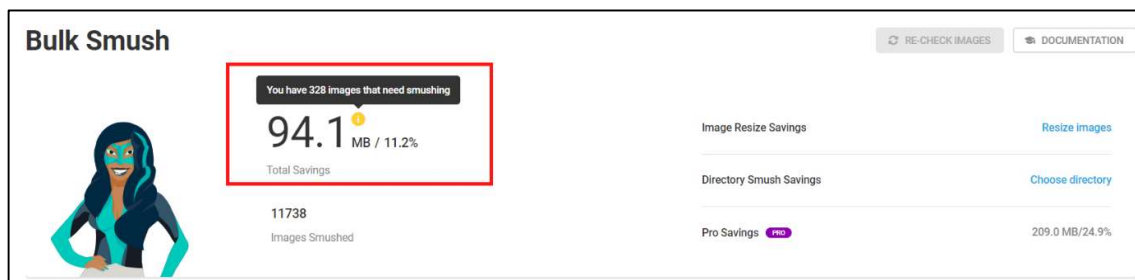 Bulk Smush
RE-CHECK IMAGES
DOCUMENTATION
You have 328 images that need smushing
94.1 MB / 11.2%
Total Savings
11738
Images Smushed
Image Resize Savings
Resize images
Directory Smush Savings
Choose directory
Pro Savings PRO
209.0 MB/24.9%